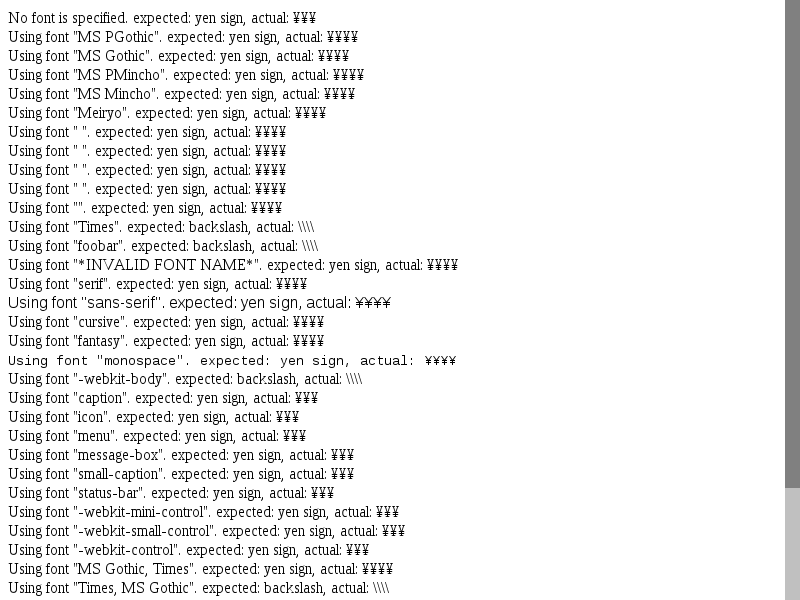 No font is specified. expected: yen sign, actual: ¥¥¥
Using font "MS PGothic". expected: yen sign, actual: ¥¥¥¥
Using font "MS Gothic". expected: yen sign, actual: ¥¥¥¥
Using font "MS PMincho". expected: yen sign, actual: ¥¥¥¥
Using font "MS Mincho". expected: yen sign, actual: ¥¥¥¥
Using font "Meiryo". expected: yen sign, actual: ¥¥¥¥
Using font " ". expected: yen sign, actual: ¥¥¥¥
Using font " ". expected: yen sign, actual: ¥¥¥¥
Using font " ". expected: yen sign, actual: ¥¥¥¥
Using font " ". expected: yen sign, actual: ¥¥¥¥
Using font "". expected: yen sign, actual: ¥¥¥¥
Using font "Times". expected: backslash, actual: \\\\
Using font "foobar". expected: backslash, actual: \\\\
Using font "*INVALID FONT NAME*". expected: yen sign, actual: ¥¥¥¥
Using font "serif". expected: yen sign, actual: ¥¥¥¥
Using font "sans-serif". expected: yen sign, actual: ¥¥¥¥
Using font "cursive". expected: yen sign, actual: ¥¥¥¥
Using font "fantasy". expected: yen sign, actual: ¥¥¥¥
Using font "monospace". expected: yen sign, actual: ¥¥¥¥
Using font "-webkit-body". expected: backslash, actual: \\\\
Using font "caption". expected: yen sign, actual: ¥¥¥
Using font "icon". expected: yen sign, actual: ¥¥¥
Using font "menu". expected: yen sign, actual: ¥¥¥
Using font "message-box". expected: yen sign, actual: ¥¥¥
Using font "small-caption". expected: yen sign, actual: ¥¥¥
Using font "status-bar". expected: yen sign, actual: ¥¥¥
Using font "-webkit-mini-control". expected: yen sign, actual: ¥¥¥
Using font "-webkit-small-control". expected: yen sign, actual: ¥¥¥
Using font "-webkit-control". expected: yen sign, actual: ¥¥¥
Using font "MS Gothic, Times". expected: yen sign, actual: ¥¥¥¥
Using font "Times, MS Gothic". expected: backslash, actual: \\\\